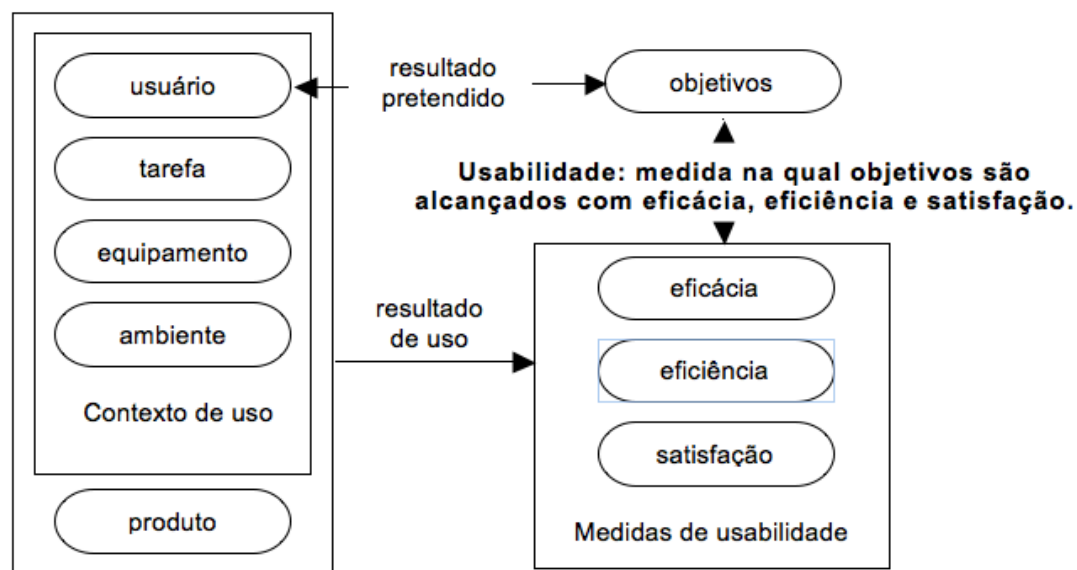 usuário
tarefa
equipamento
ambiente
Contexto de uso
produto
resultado
pretendido
objetivos
Usabilidade: medida na qual objetivos são
alcançados com eficácia, eficiência e satisfação.
resultado
de uso
eficácia
eficiência
satisfação
Medidas de usabilidade